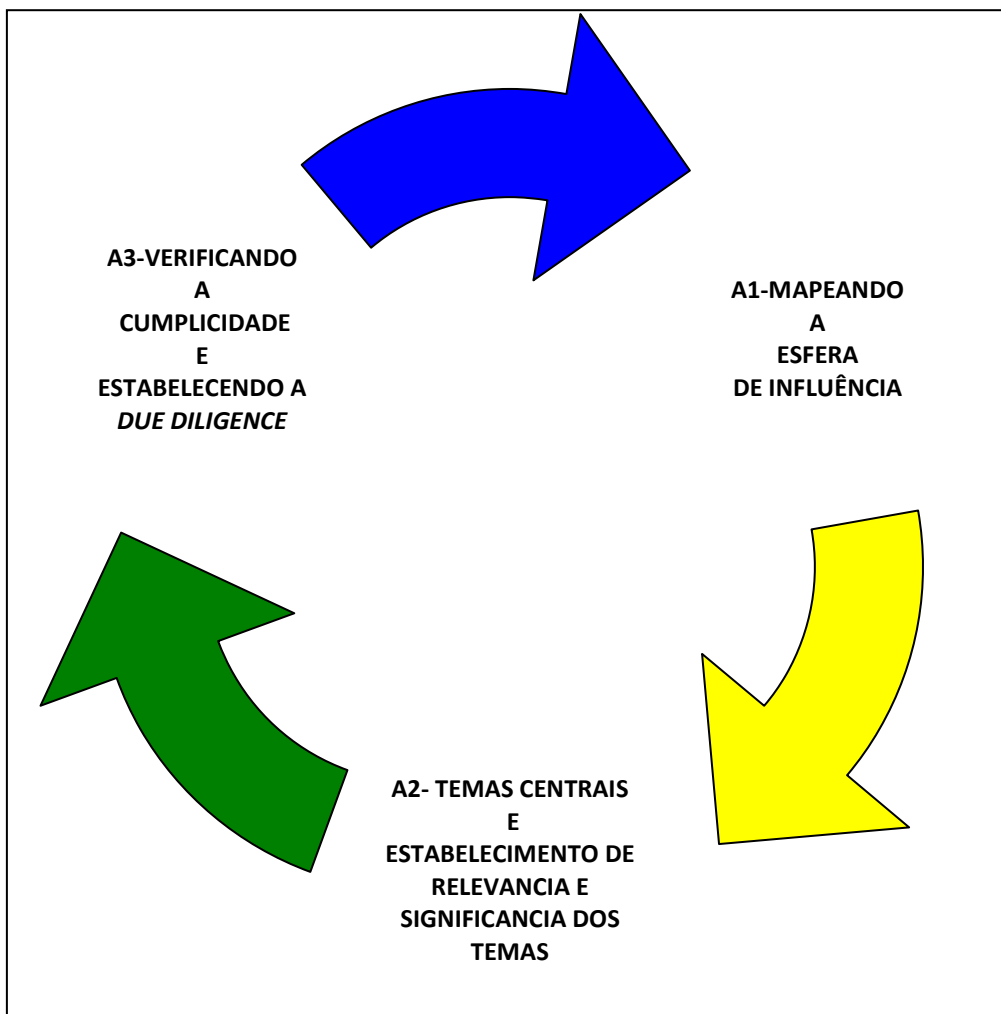 A3-VERIFICANDO
A
CUMPLICIDADE
E
ESTABELECENDO A
DUE DILIGENCE
A1-MAPEANDO
A
ESFERA
DE INFLUÊNCIA
A2- TEMAS CENTRAIS
E
ESTABELECIMENTO DE
RELEVANCIA E
SIGNIFICANCIA DOS
TEMAS